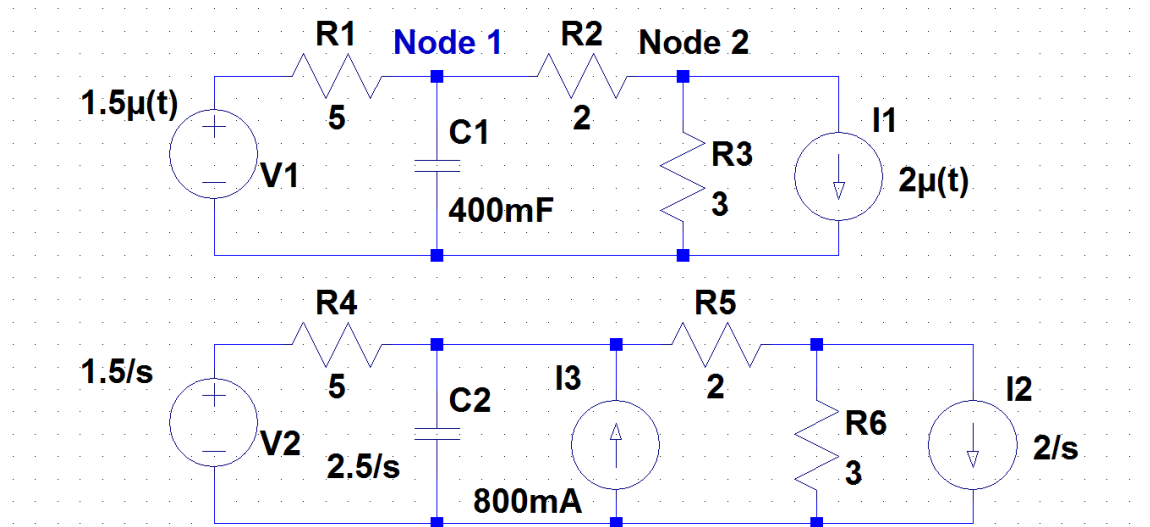 R1
Node 1
R2
Node 2
1.5µ(t)
5
C1
2
I1
V1
R3
2µ(t)
400mF
3
R4
R5
1.5/s
5
C2
I3
2
I2
V2
2.5/s
R6
2/s
800mA
3